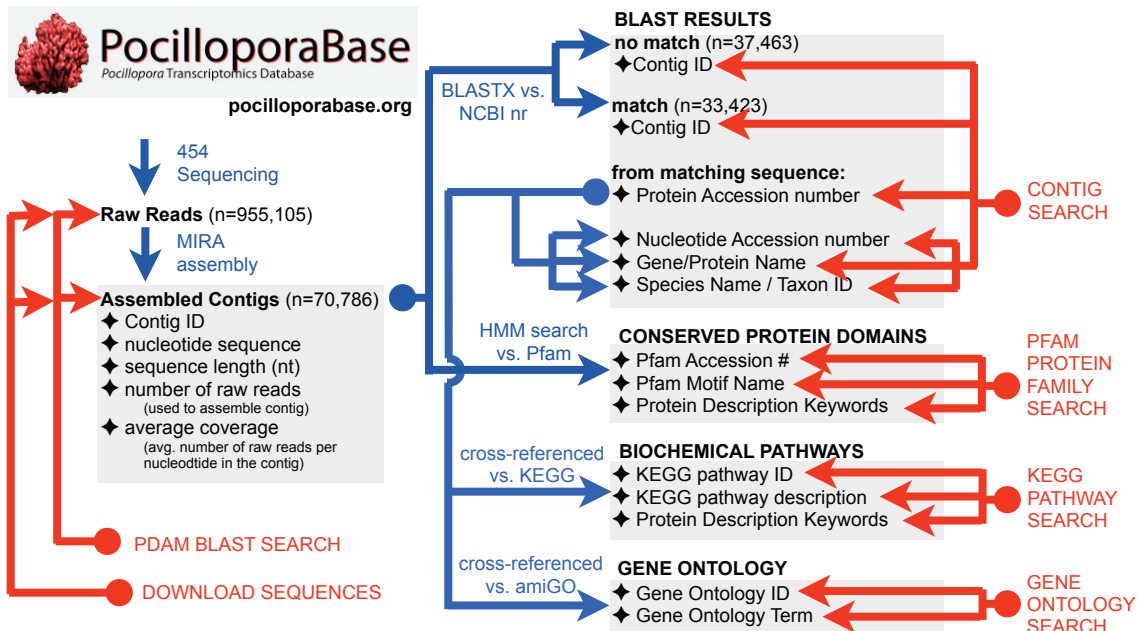 PocilloporaBase
Pocillopora Transcriptomics Database
pocilloporabase.org
454
Sequencing
Raw Reads (n=955,105)
MIRA
assembly
Assembled Contigs (n=70,786)
✦ Contig ID
✦ nucleotide sequence
✦ sequence length (nt)
✦ number of raw reads
(used to assemble contig)
✦ average coverage
(avg. number of raw reads per
nucleodtide in the contig)
PDAM BLAST SEARCH
DOWNLOAD SEQUENCES
BLASTX vs.
NCBI nr
BLAST RESULTS
no match (n=37,463)
✦Contig ID
match (n=33,423)
✦Contig ID
from matching sequence:
✦ Protein Accession number
✦ Nucleotide Accession number
✦ Gene/Protein Name
✦ Species Name / Taxon ID
CONTIG
SEARCH
HMM search
vs. Pfam
CONSERVED PROTEIN DOMAINS
✦ Pfam Accession #
✦ Pfam Motif Name
✦ Protein Description Keywords
PFAM
PROTEIN
FAMILY
SEARCH
cross-referenced
vs. KEGG
BIOCHEMICAL PATHWAYS
✦ KEGG pathway ID
✦ KEGG pathway description
✦ Protein Description Keywords
KEGG
PATHWAY
SEARCH
cross-referenced
vs. amiGO
GENE ONTOLOGY
✦ Gene Ontology ID
✦ Gene Ontology Term
GENE
ONTOLOGY
SEARCH